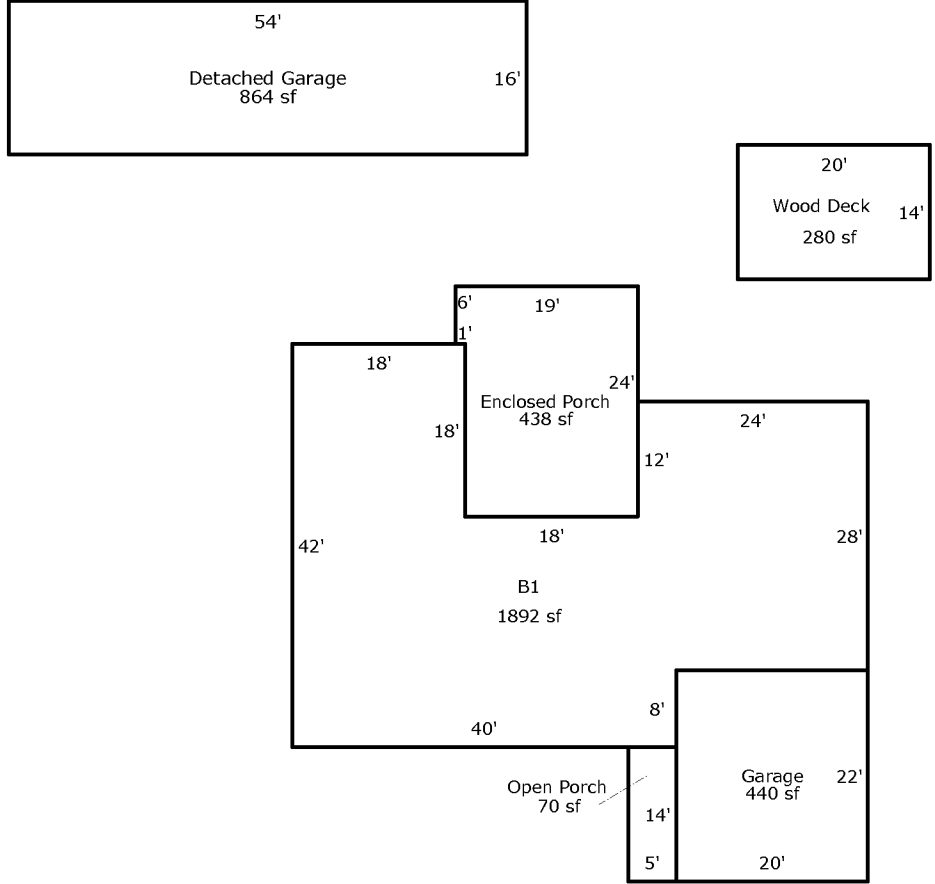 54'
Detached Garage
16'
864 sf
20'
Wood Deck
14'
280 sf
6'
19'
1'
18'
24'
Enclosed Porch
438 sf
24'
18'
12'
18'
42'
28'
B1
1892 sf
8'
40'
Garage
22'
440 sf
Open Porch
70 sf
14'
5'
20'